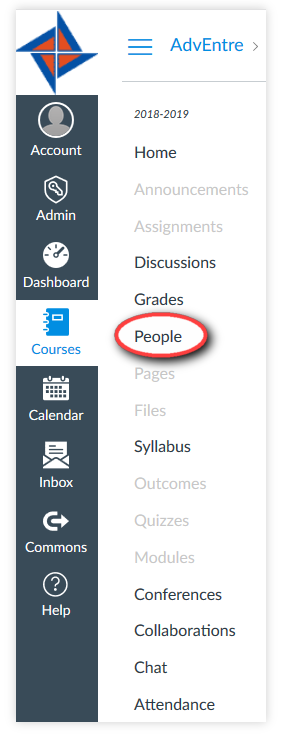 Account
Admin
Dashboard
Courses
Calendar
Inbox
Commons
Help
AdvEntre >
2018-2019
Home
Announcements
Assignments
Discussions
Grades
People
Pages
Files
Syllabus
Outcomes
Quizzes
Modules
Conferences
Collaborations
Chat
Attendance